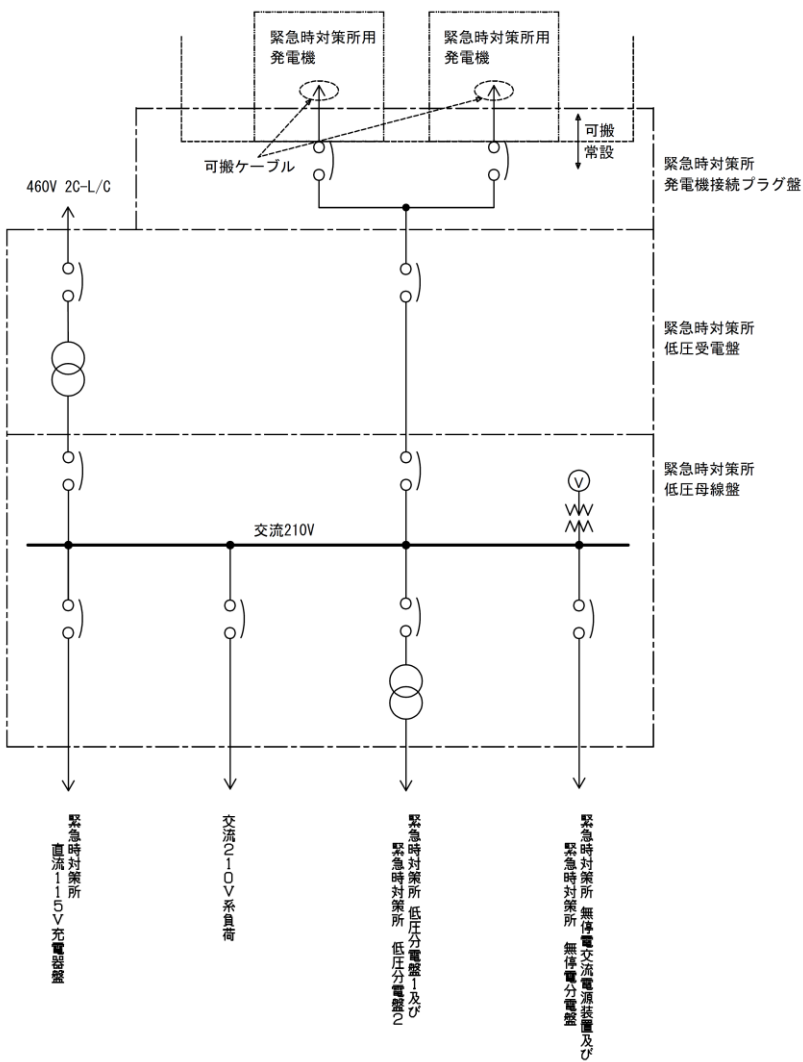 緊急時対策所用
発電機
緊急時対策所用
発電機
可搬
常設
可搬ケーブル
緊急時対策所
発電機接続プラグ盤
460V 2C-L/C
緊急時対策所
低圧受電盤
緊急時対策所
低圧母線盤
V
交流210V
緊急時対策所
直流115V充電器盤
交流210V系負荷
緊急時対策所 低圧分電盤1及び
緊急時対策所 低圧分電盤2
緊急時対策所 無停電交流電源装置及び
緊急時対策所 無停電分電盤